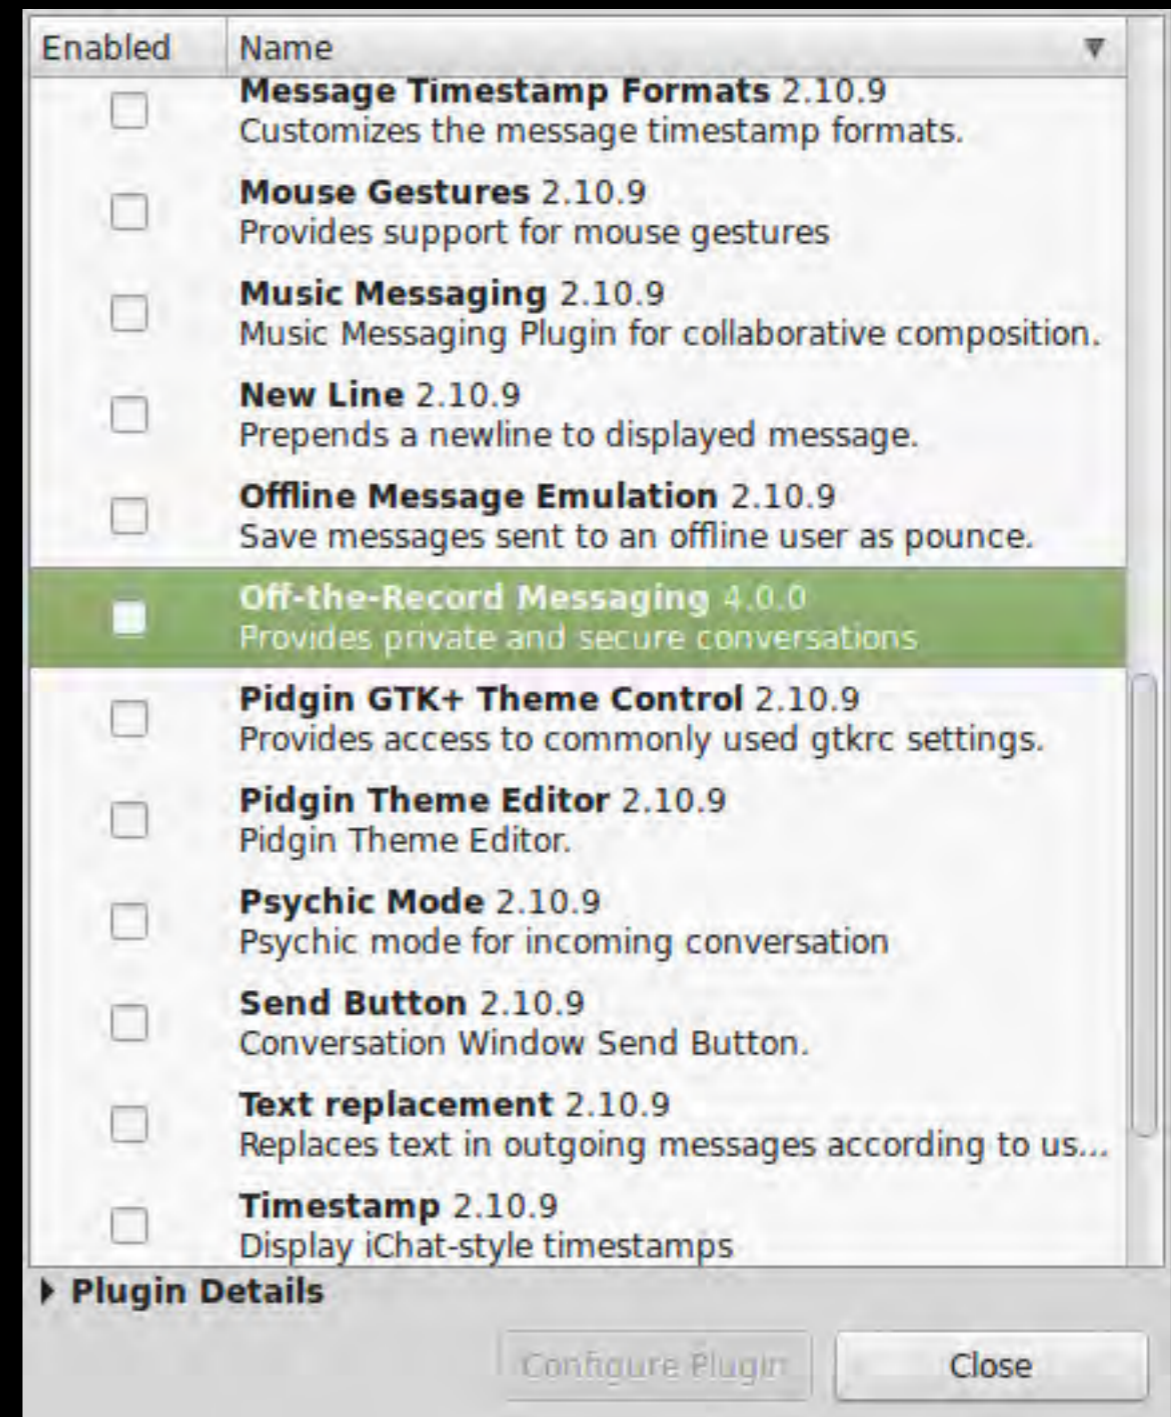 Enabled
Name
Message Timestamp Formats 2.10.9
Customizes the message timestamp formats.
Mouse Gestures 2.10.9
Provides support for mouse gestures
Music Messaging 2.10.9
Music Messaging Plugin for collaborative composition.
New Line 2.10.9
Prepends a newline to displayed message.
Offline Message Emulation 2.10.9
Save messages sent to an offline user as pounce.
Off-the-Record Messaging 4.0.0
Provides private and secure conversations
Pidgin GTK+ Theme Control 2.10.9
Provides access to commonly used gtkrc settings.
Pidgin Theme Editor 2.10.9
Pidgin Theme Editor.
Psychic Mode 2.10.9
Psychic mode for incoming conversation
Send Button 2.10.9
Conversation Window Send Button.
Text replacement 2.10.9
Replaces text in outgoing messages according to us...
Timestamp 2.10.9
Display iChat-style timestamps
Plugin Details
Configure Plugin
Close